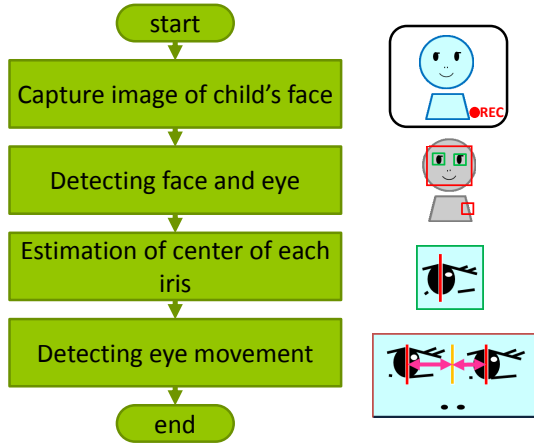 start
Capture image of child's face
REC
Detecting face and eye
Estimation of center of each
iris
Detecting eye movement
end